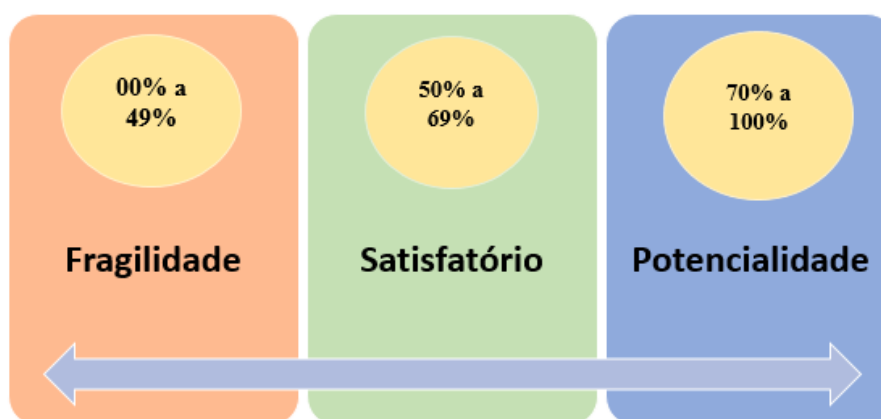 00% a
49%
50% a
69%
70% a
100%
Fragilidade
Satisfatório
Potencialidade